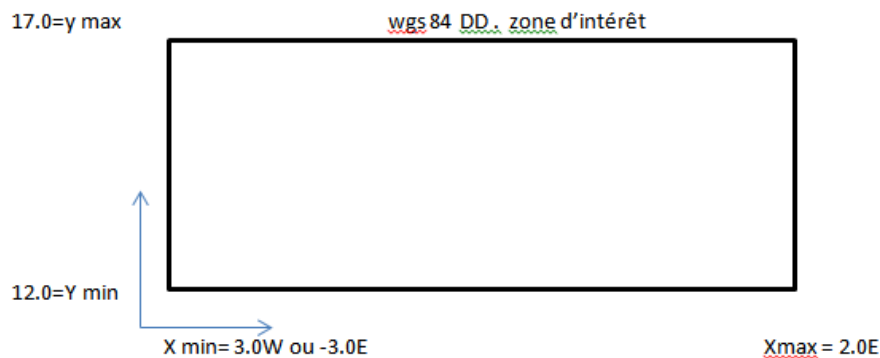 17.0=y max
wgs 84 DD . zone d'intérêt
12.0=Y min
X min= 3.0W ou -3.0E
Xmax = 2.0E